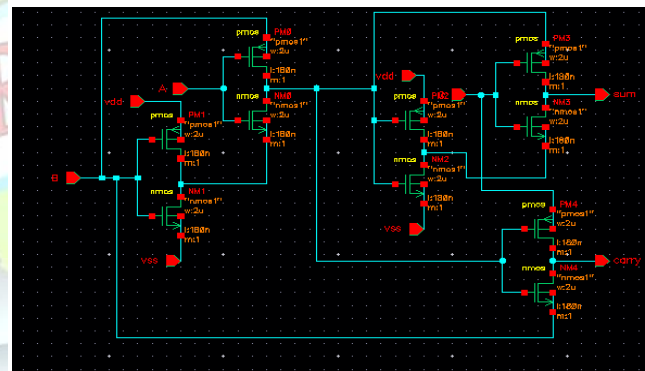 pmos PM0
"pmos1"
w:2u
l:180n
m:1
A
NM0
"nmos1"
w:2u
l:180n
m:1
vdd
pmos
PM1
"pmos1"
w:2u
l:180n
m:1
B
nmos NM1
"nmos1"
w:2u
l:180n
m:1
vss
vdd
pmos
"pmos1"
w:2u
l:180n
m:1
nmos NM2
"nmos1"
w:2u
l:180n
m:1
vss
pmos PM3
"pmos1"
w:2u
l:180n
m:1
sum
nmos NM3
"nmos1"
w:2u
l:180n
m:1
pmos PM4
"pmos1"
w:2u
l:180n
m:1
carry
nmos NM4
"nmos1"
w:2u
l:180n
m:1